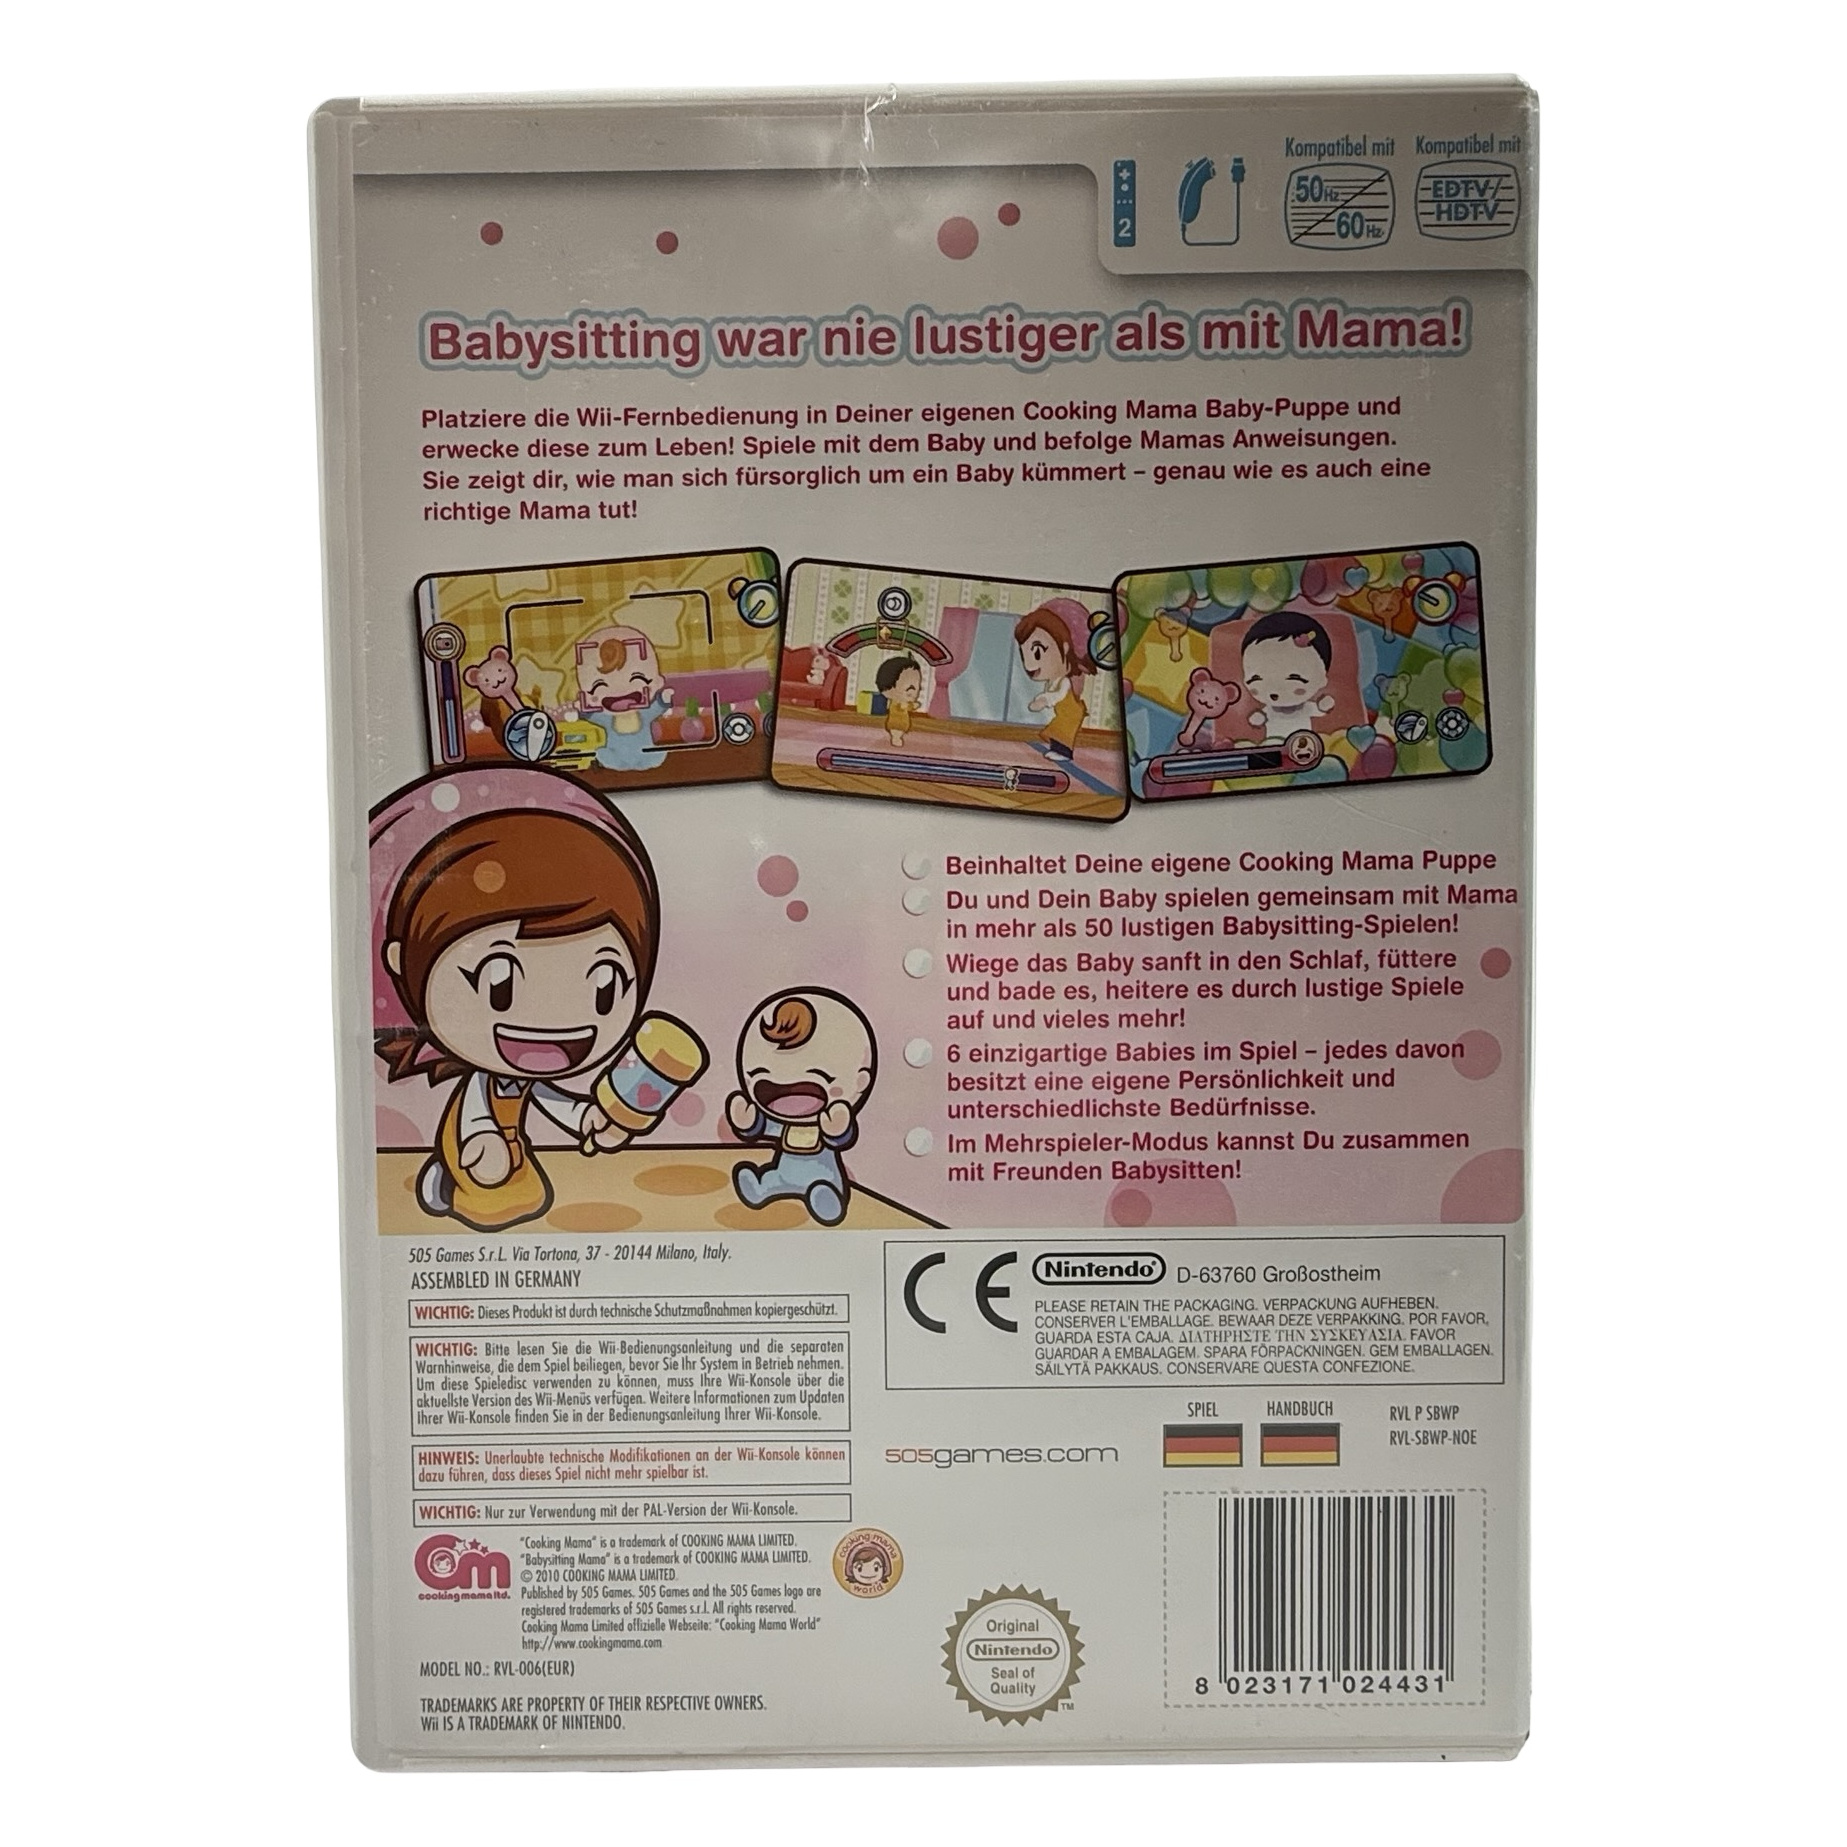 Kompatibel mit Kompatibel mit
2
50Hz
60Hz
EDTV/
HDTV
Babysitting war nie lustiger als mit Mama!
Platziere die Wii-Fernbedienung in Deiner eigenen Cooking Mama Baby-Puppe und
erwecke diese zum Leben! Spiele mit dem Baby und befolge Mamas Anweisungen.
Sie zeigt dir, wie man sich fürsorglich um ein Baby kümmert – genau wie es auch eine
richtige Mama tut!
Beinhaltet Deine eigene Cooking Mama Puppe
Du und Dein Baby spielen gemeinsam mit Mama
in mehr als 50 lustigen Babysitting-Spielen!
Wiege das Baby sanft in den Schlaf, füttere
und bade es, heitere es durch lustige Spiele
auf und vieles mehr!
6 einzigartige Babies im Spiel – jedes davon
besitzt eine eigene Persönlichkeit und
unterschiedlichste Bedürfnisse.
Im Mehrspieler-Modus kannst Du zusammen
mit Freunden Babysitten!
505 Games S.r.L. Via Tortona, 37 - 20144 Milano, Italy.
ASSEMBLED IN GERMANY
WICHTIG: Dieses Produkt ist durch technische Schutzmaßnahmen kopiergeschützt.
WICHTIG: Bitte lesen Sie die Wii-Bedienungsanleitung und die separaten
Warnhinweise, die dem Spiel beiliegen, bevor Sie Ihr System in Betrieb nehmen.
Um diese Spieledisc verwenden zu können, muss Ihre Wii-Konsole über die
aktuellste Version des Wii-Menüs verfügen. Weitere Informationen zum Updaten
Ihrer Wii-Konsole finden Sie in der Bedienungsanleitung Ihrer Wii-Konsole.
HINWEIS: Unerlaubte technische Modifikationen an der Wii-Konsole können
dazu führen, dass dieses Spiel nicht mehr spielbar ist.
WICHTIG: Nur zur Verwendung mit der PAL-Version der Wii-Konsole.
cm
cooking mama ltd.
"Cooking Mama" is a trademark of COOKING MAMA LIMITED.
"Babysitting Mama" is a trademark of COOKING MAMA LIMITED.
© 2010 COOKING MAMA LIMITED.
Published by 505 Games. 505 Games and the 505 Games logo are
registered trademarks of 505 Games s.r.l. All rights reserved.
Cooking Mama Limited offizielle Webseite: "Cooking Mama World"
http://www.cookingmama.com
cooking mama
world
MODEL NO.: RVL-006(EUR)
TRADEMARKS ARE PROPERTY OF THEIR RESPECTIVE OWNERS.
Wii IS A TRADEMARK OF NINTENDO.
CE
Nintendo D-63760 Großostheim
PLEASE RETAIN THE PACKAGING. VERPACKUNG AUFHEBEN.
CONSERVER L'EMBALLAGE. BEWAAR DEZE VERPAKKING. POR FAVOR,
GUARDA ESTA CAJA. ΔΙΑΤΗΡΗΣΤΕ ΤΗΝ ΣΥΣΚΕΥΑΣΙΑ. FAVOR
GUARDAR A EMBALAGEM. SPARA FÖRPACKNINGEN. GEM EMBALLAGEN.
SÄILYTÄ PAKKAUS. CONSERVARE QUESTA CONFEZIONE.
505games.com
SPIEL HANDBUCH
RVL P SBWP
RVL-SBWP-NOE
Original
Nintendo
Seal of
Quality
TM
8 023171 024431